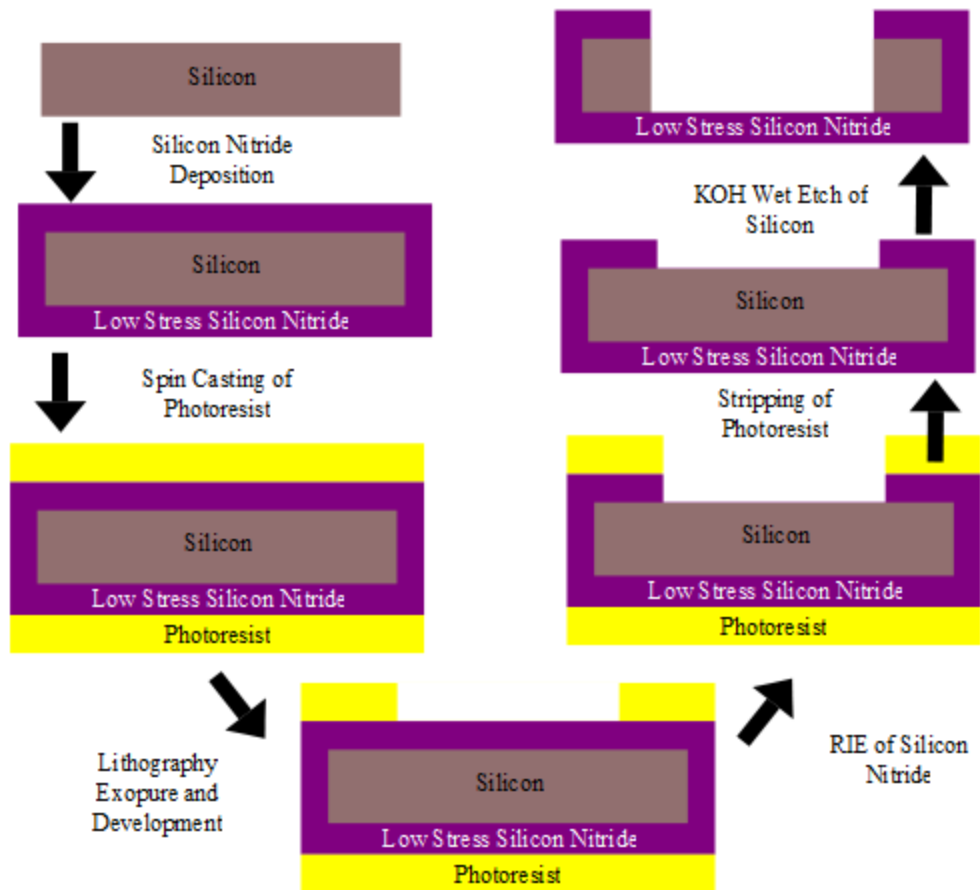 Silicon
Silicon Nitride
Deposition
Silicon
Low Stress Silicon Nitride
Spin Casting of
Photoresist
Silicon
Low Stress Silicon Nitride
Photoresist
Lithography
Exopure and
Development
Silicon
Low Stress Silicon Nitride
Photoresist
RIE of Silicon
Nitride
Silicon
Low Stress Silicon Nitride
Photoresist
Stripping of
Photoresist
Silicon
Low Stress Silicon Nitride
KOH Wet Etch of
Silicon
Low Stress Silicon Nitride